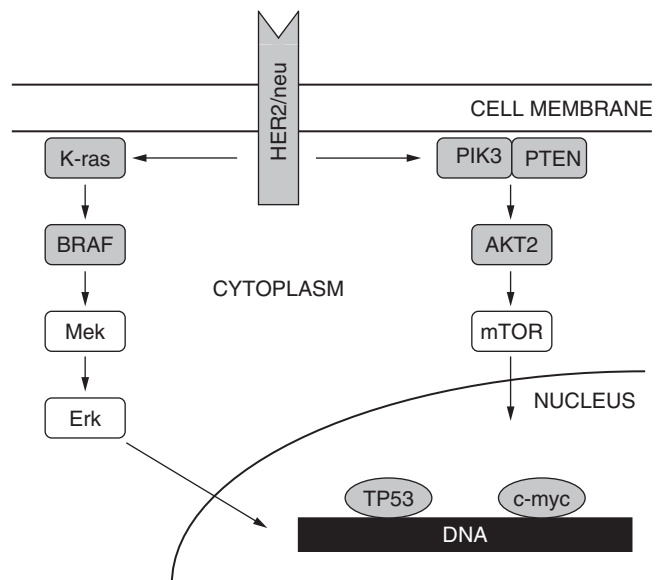 HER2/neu
CELL MEMBRANE
K-ras
PIK3
PTEN
BRAF
AKT2
CYTOPLASM
Mek
mTOR
NUCLEUS
Erk
TP53
c-myc
DNA